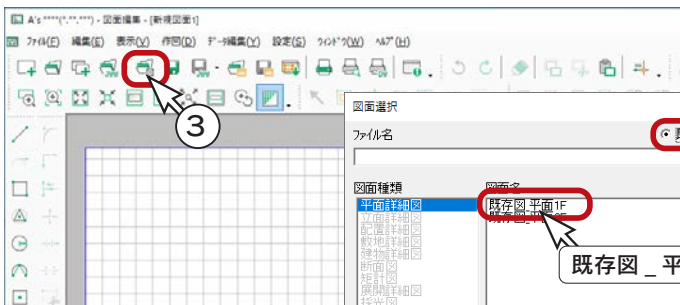 A's ****(*.**.***) - 図面編集 - [新規図面1]
ファイル(F) 編集(E) 表示(V) 作図(D) データ編集(Y) 設定(S) ウィンドウ(W) ヘルプ(H)
3
図面選択
ファイル名
図面種類
図面名
平面詳細図
立面詳細図
配置詳細図
敷地詳細図
建物詳細図
断面図
矩計図
展開詳細図
採光図
既存図_平面1F
既存図 _ 平